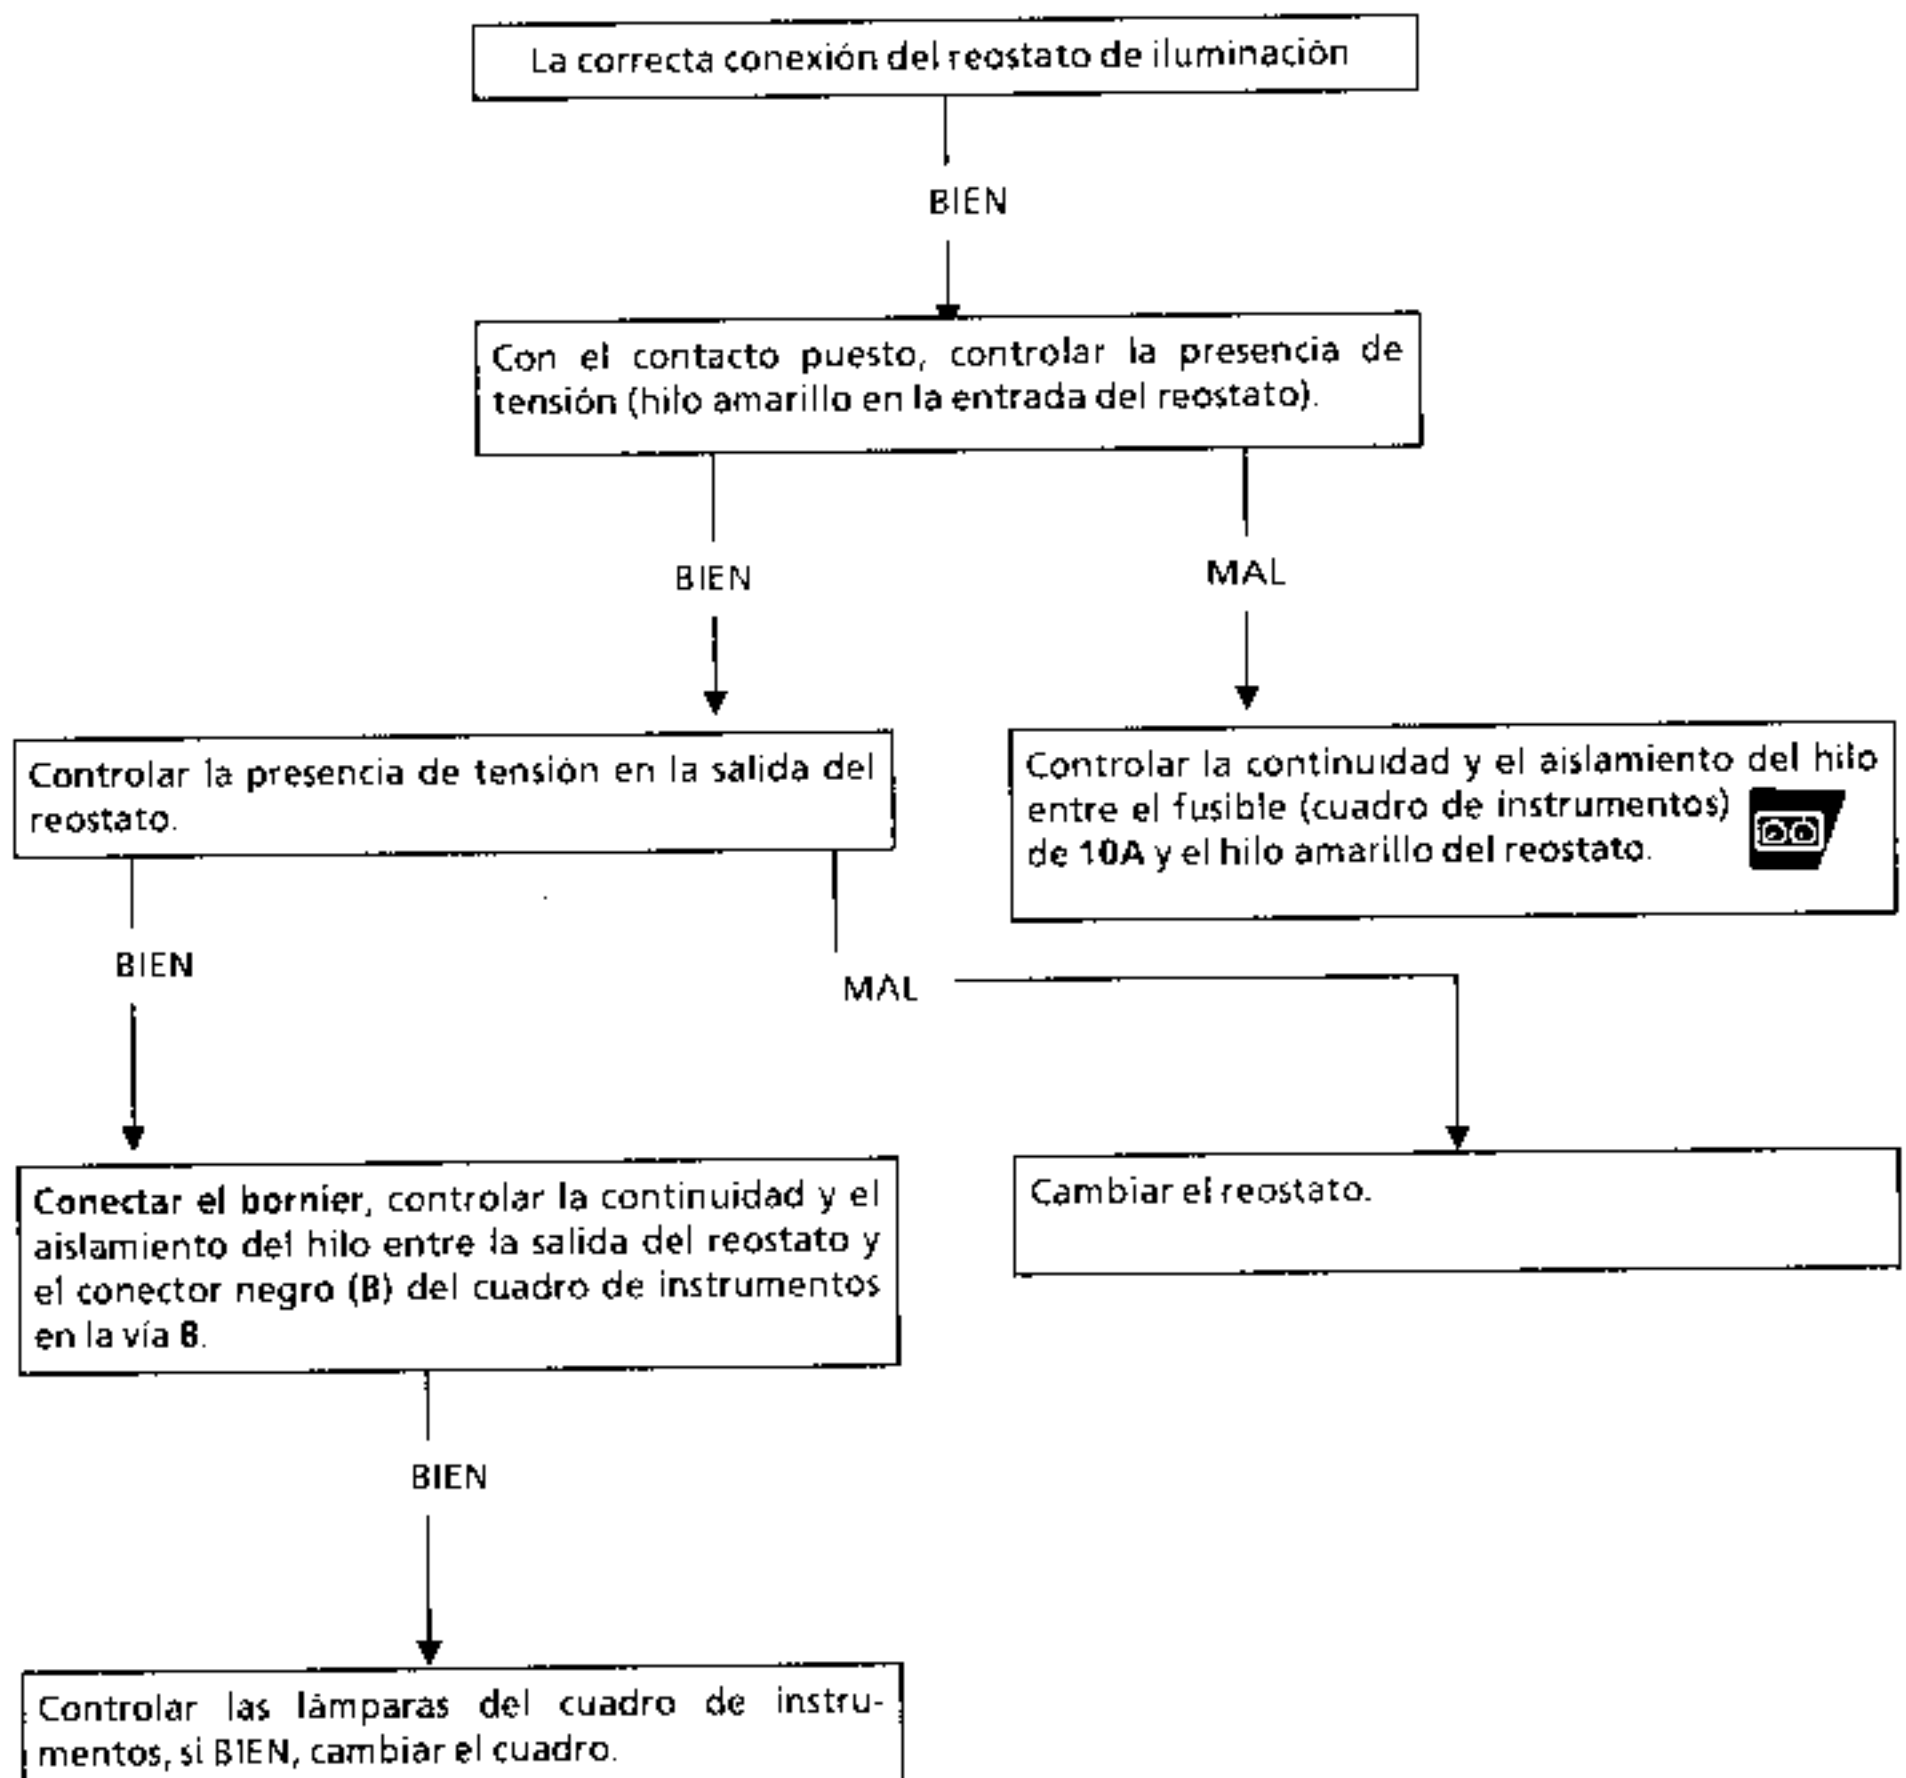 La correcta conexión del reostato de iluminación
BIEN
Con el contacto puesto, controlar la presencia de
tensión (hilo amarillo en la entrada del reostato).
BIEN
MAL
Controlar la presencia de tensión en la salida del
reostato.
Controlar la continuidad y el aislamiento del hilo
entre el fusible (cuadro de instrumentos)
de 10A y el hilo amarillo del reostato.
BIEN
MAL
Conectar el bornier, controlar la continuidad y el
aislamiento del hilo entre la salida del reostato y
el conector negro (B) del cuadro de instrumentos
en la vía 8.
Cambiar el reostato.
BIEN
Controlar las lámparas del cuadro de instru-
mentos, si BIEN, cambiar el cuadro.